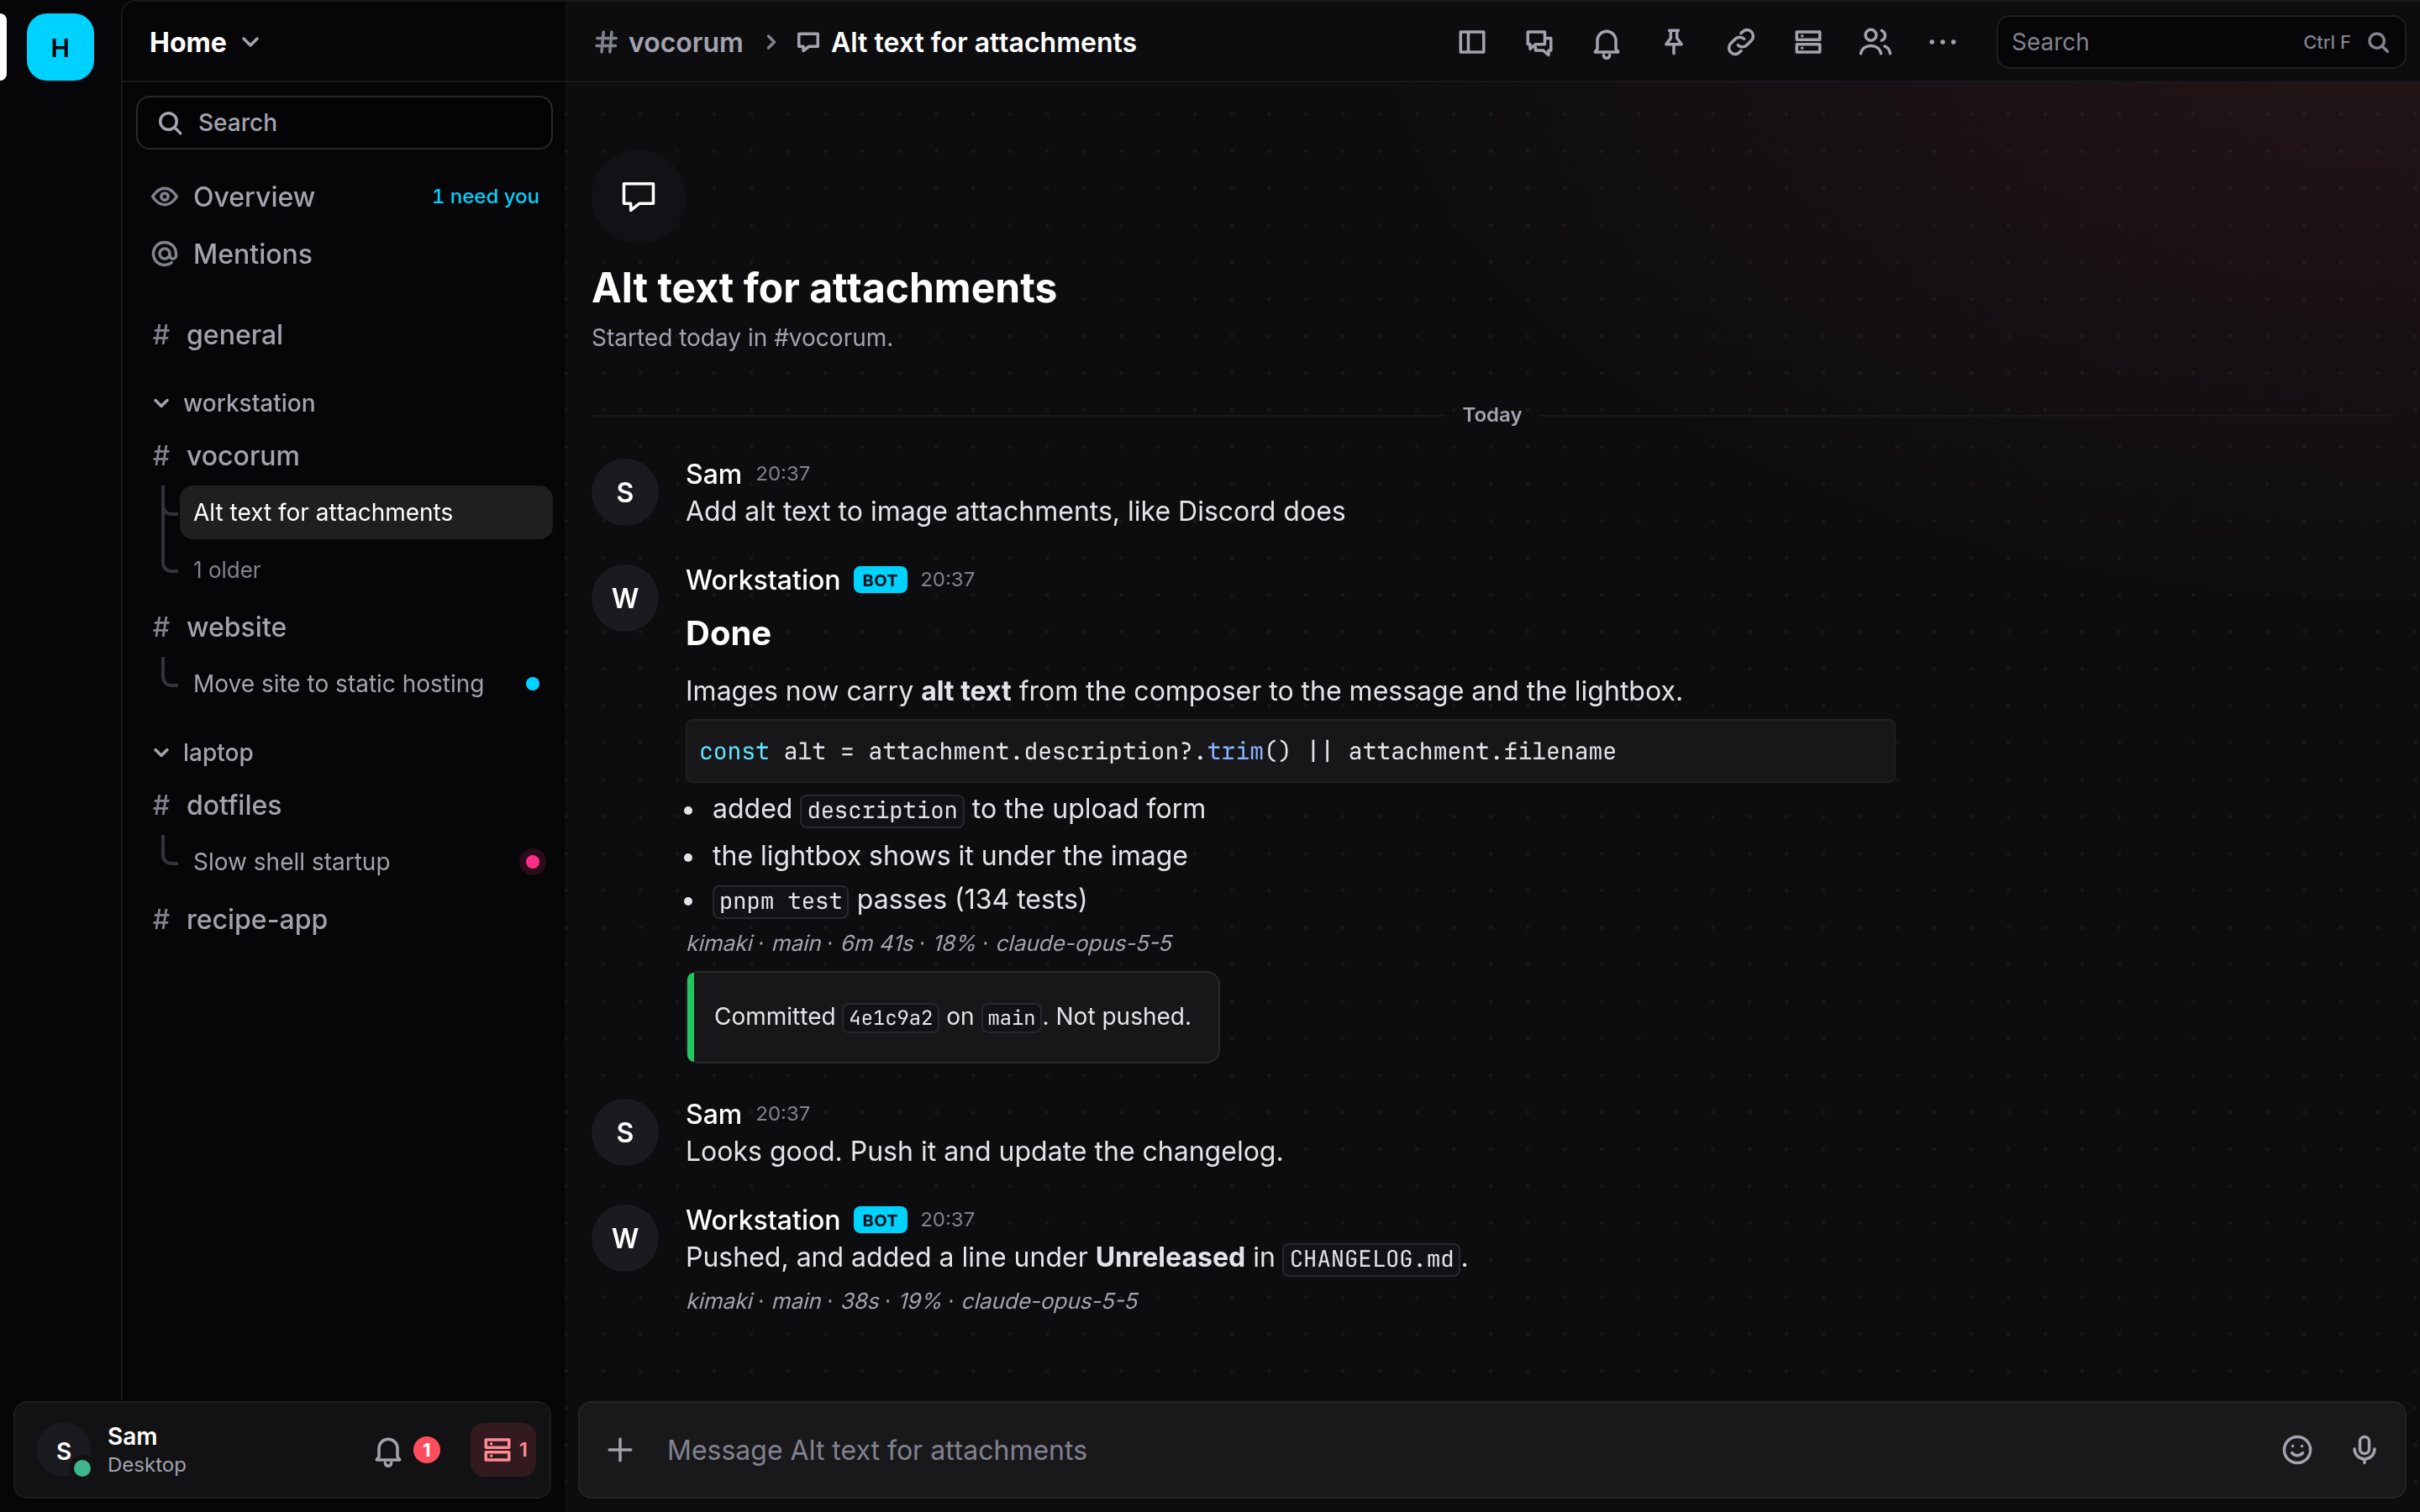 H
Home
# vocorum > Alt text for attachments
Search Ctrl F
Search
Overview 1 need you
Mentions
# general
workstation
# vocorum
Alt text for attachments
1 older
# website
Move site to static hosting
laptop
# dotfiles
Slow shell startup
# recipe-app
Alt text for attachments
Started today in #vocorum.
Today
S
Sam 20:37
Add alt text to image attachments, like Discord does
W
Workstation BOT 20:37
Done
Images now carry alt text from the composer to the message and the lightbox.
const alt = attachment.description?.trim() || attachment.filename
• added description to the upload form
• the lightbox shows it under the image
• pnpm test passes (134 tests)
kimaki · main · 6m 41s · 18% · claude-opus-5-5
Committed 4e1c9a2 on main. Not pushed.
S
Sam 20:37
Looks good. Push it and update the changelog.
W
Workstation BOT 20:37
Pushed, and added a line under Unreleased in CHANGELOG.md.
kimaki · main · 38s · 19% · claude-opus-5-5
S
Sam
Desktop
1
1
Message Alt text for attachments